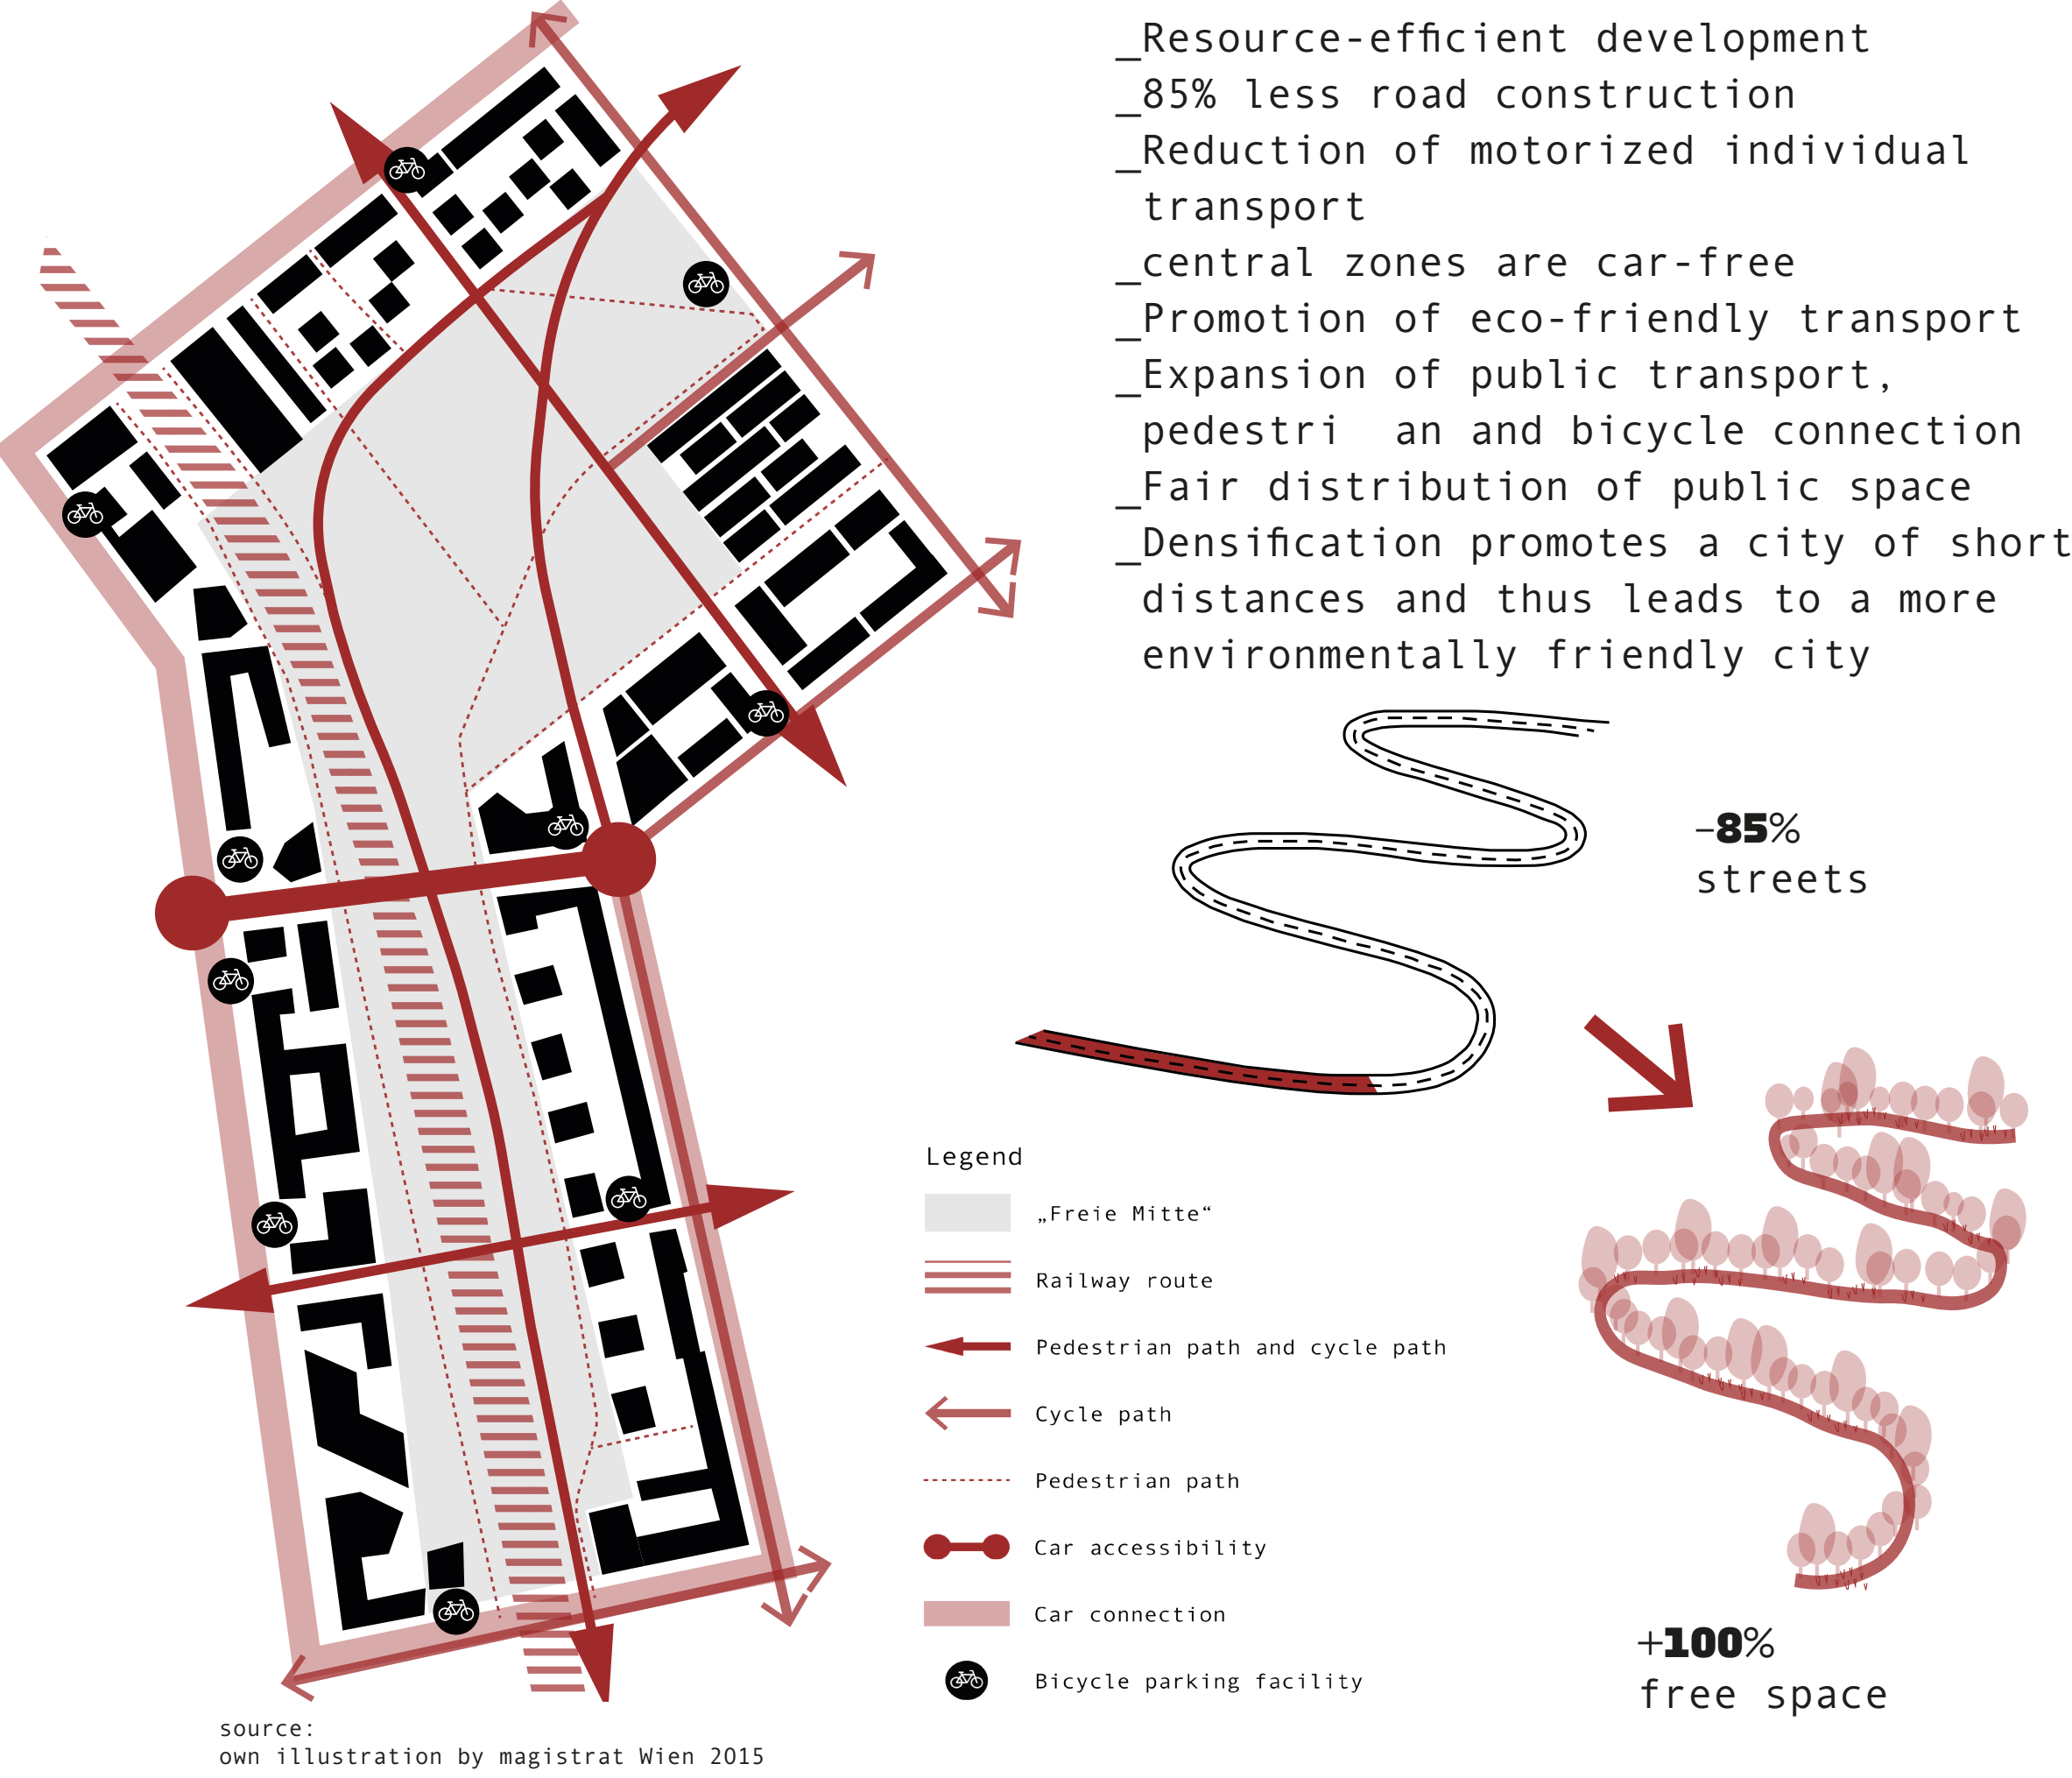 _Resource-efficient development
_85% less road construction
_Reduction of motorized individual
transport
_central zones are car-free
_Promotion of eco-friendly transport
_Expansion of public transport,
pedestri an and bicycle connection
_Fair distribution of public space
_Densification promotes a city of short
distances and thus leads to a more
environmentally friendly city
–85%
streets
Legend
„Freie Mitte“
Railway route
Pedestrian path and cycle path
Cycle path
Pedestrian path
Car accessibility
Car connection
Bicycle parking facility
+100%
free space
source:
own illustration by magistrat Wien 2015